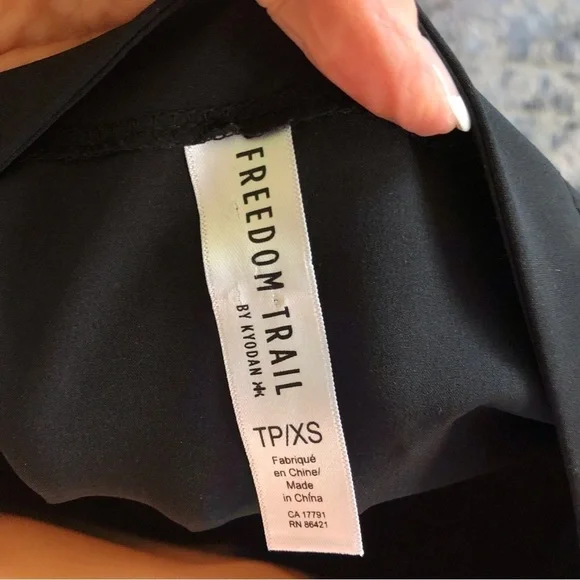 FREEDOM TRAIL
BY KYODAN
TP/XS
Fabriqué
en Chine/
Made
in China
CA 17791
RN 86421